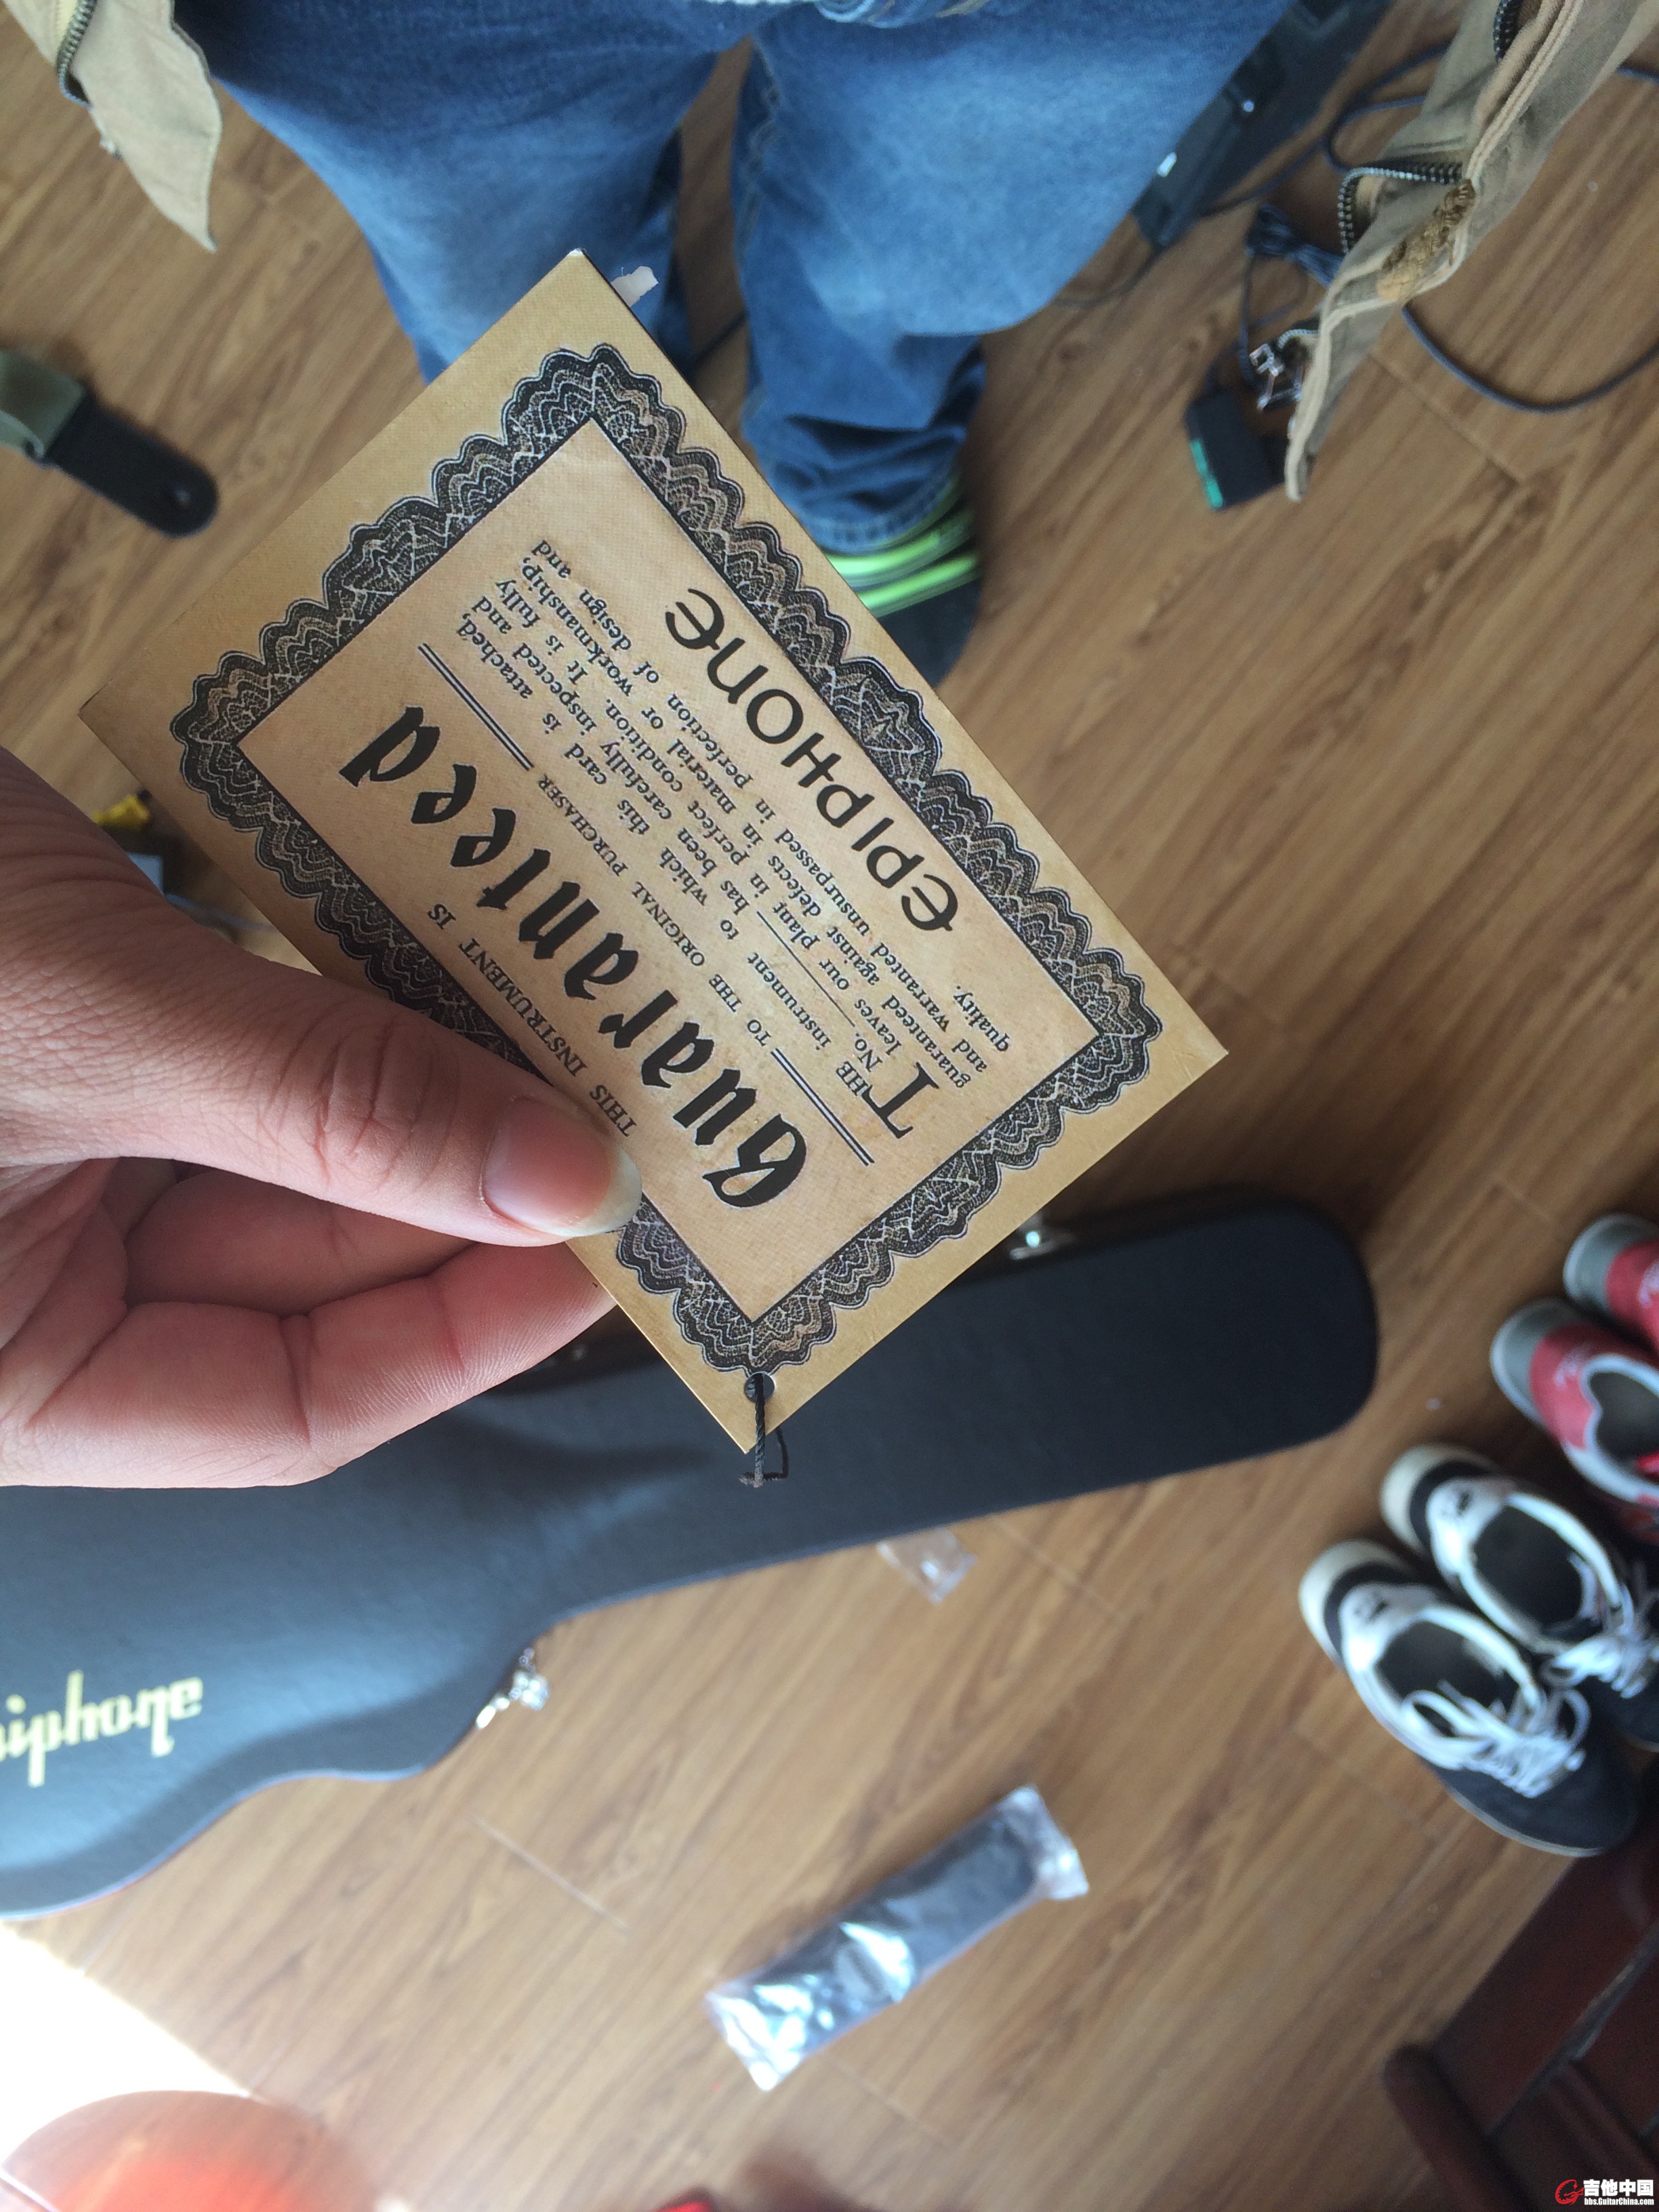 THIS INSTRUMENT IS
Guaranteed
TO THE ORIGINAL PURCHASER
THE instrument to which this card is attached,
No. ________ has been carefully inspected and
leaves our plant in perfect condition. It is fully
guaranteed against defects in material or workmanship,
and warranted unsurpassed in perfection of design and
quality.
EPIPHONE
吉他中国
bbs.GuitarChina.com